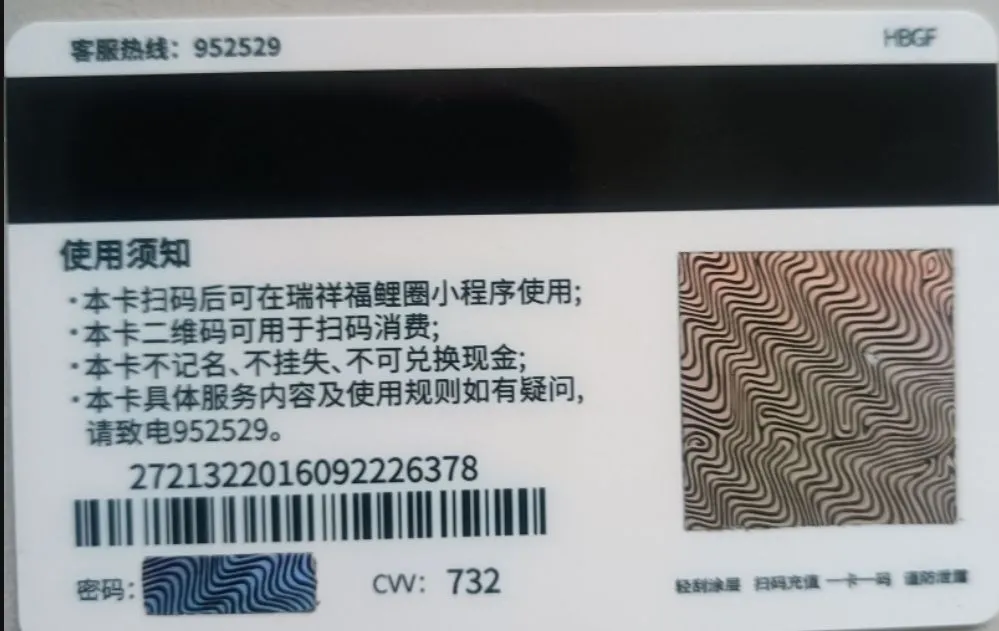 客服热线：952529
HBGF
使用须知
·本卡扫码后可在瑞祥福鲤圈小程序使用;
·本卡二维码可用于扫码消费;
·本卡不记名、不挂失、不可兑换现金;
·本卡具体服务内容及使用规则如有疑问,
请致电952529。
2721322016092226378
密码:
CVV: 732
轻刮涂层 扫码充值 一卡一码 谨防泄露